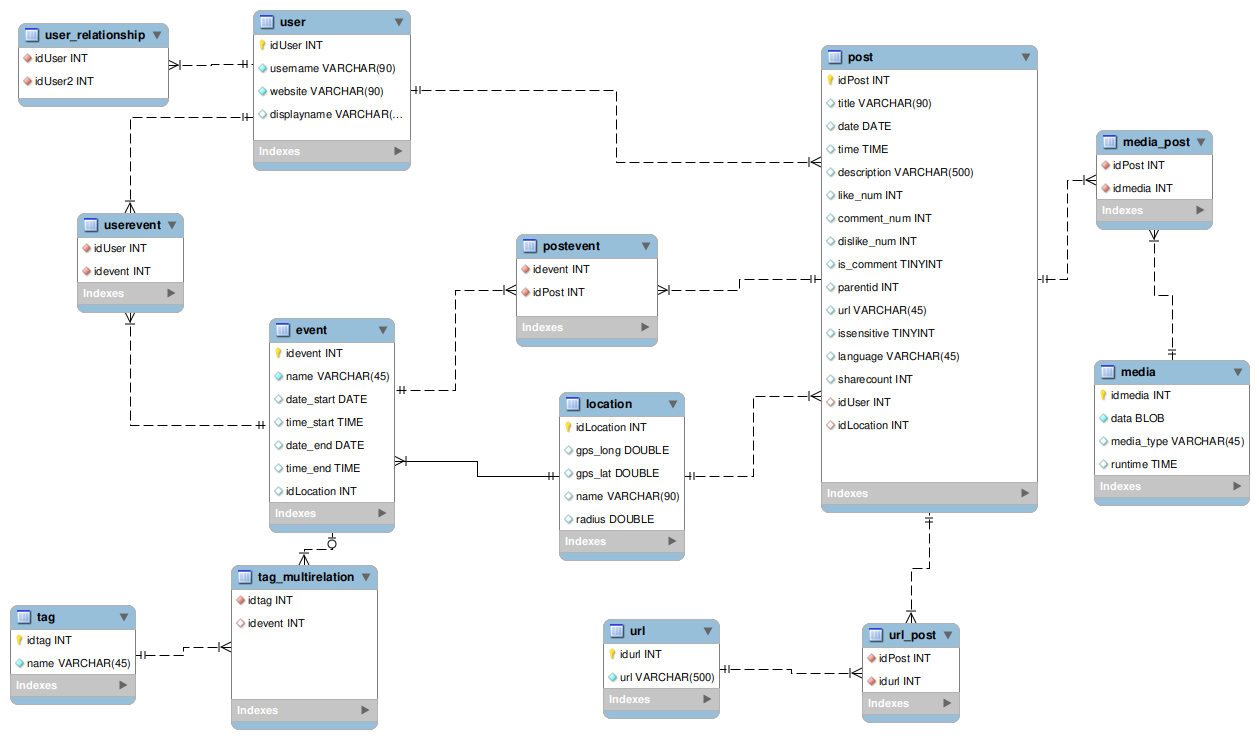 user_relationship
idUser INT
idUser2 INT
user
idUser INT
username VARCHAR(90)
website VARCHAR(90)
displayname VARCHAR(...
Indexes
post
idPost INT
title VARCHAR(90)
date DATE
time TIME
description VARCHAR(500)
like_num INT
comment_num INT
dislike_num INT
is_comment TINYINT
parentid INT
url VARCHAR(45)
issensitive TINYINT
language VARCHAR(45)
sharecount INT
idUser INT
idLocation INT
Indexes
media_post
idPost INT
idmedia INT
Indexes
userevent
idUser INT
idevent INT
Indexes
postevent
idevent INT
idPost INT
Indexes
event
idevent INT
name VARCHAR(45)
date_start DATE
time_start TIME
date_end DATE
time_end TIME
idLocation INT
Indexes
location
idLocation INT
gps_long DOUBLE
gps_lat DOUBLE
name VARCHAR(90)
radius DOUBLE
Indexes
media
idmedia INT
data BLOB
media_type VARCHAR(45)
runtime TIME
Indexes
tag
idtag INT
name VARCHAR(45)
Indexes
tag_multirelation
idtag INT
idevent INT
Indexes
url
idurl INT
url VARCHAR(500)
Indexes
url_post
idPost INT
idurl INT
Indexes